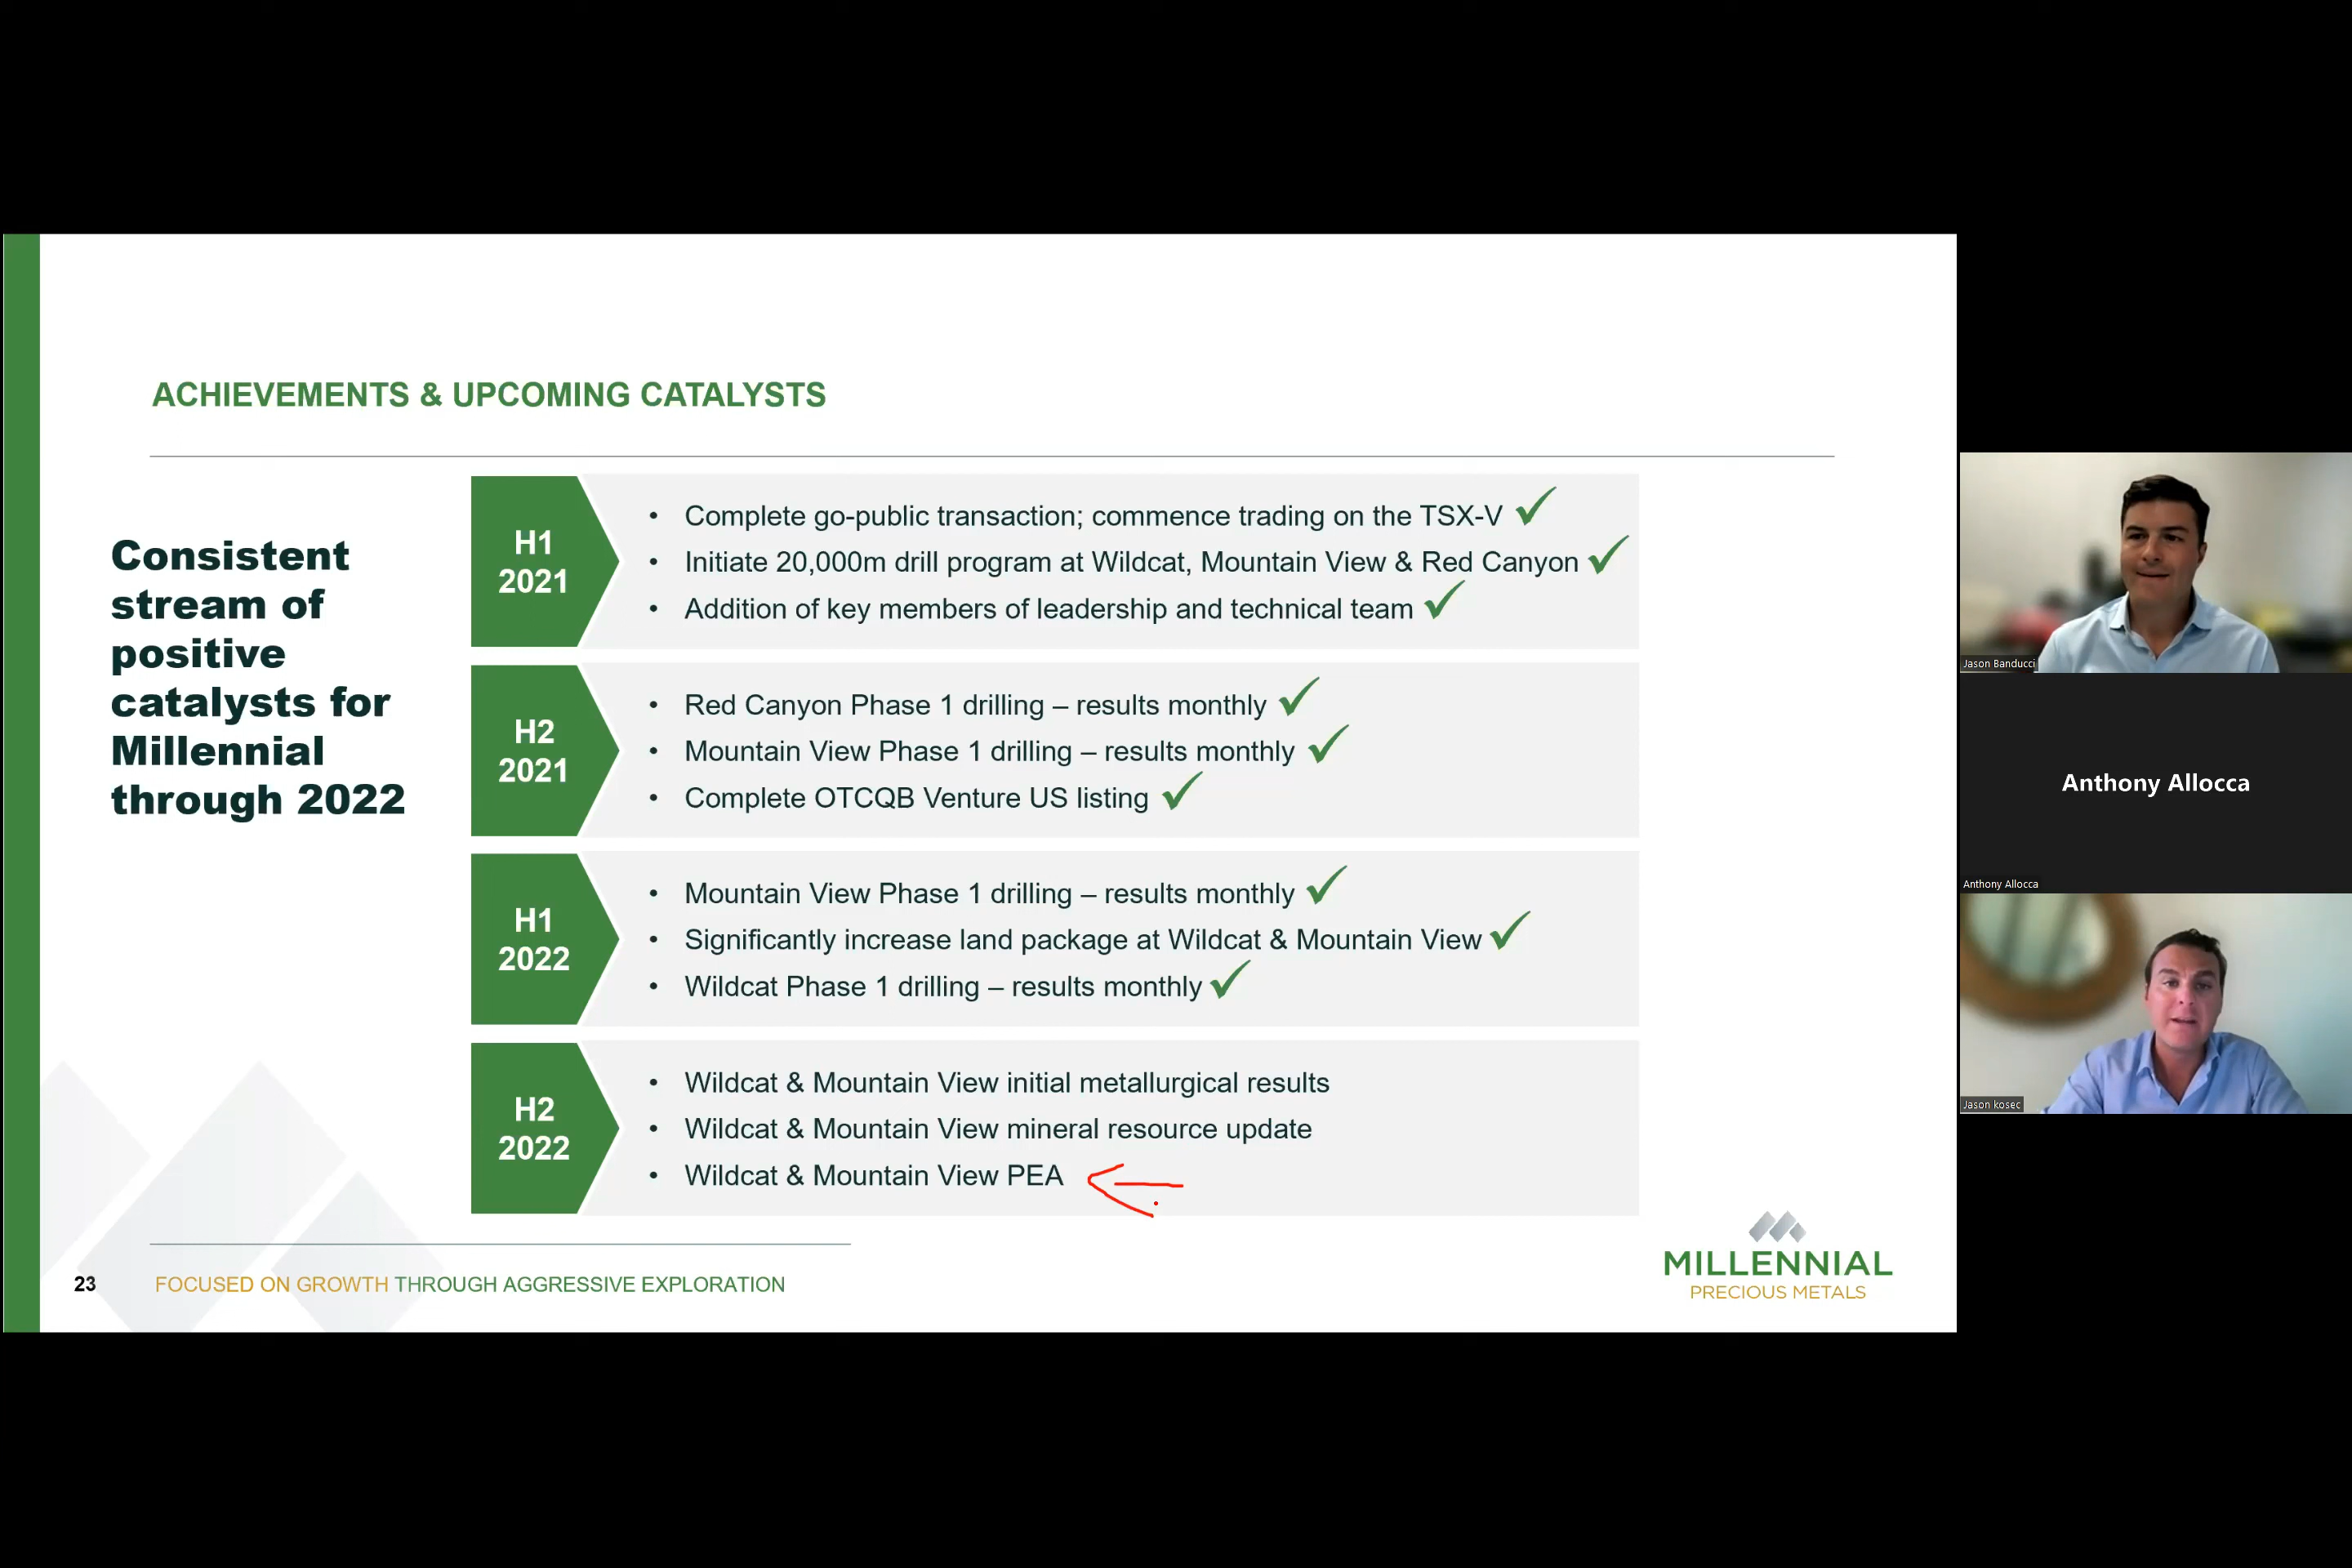 ACHIEVEMENTS & UPCOMING CATALYSTS
Consistent
stream of
positive
catalysts for
Millennial
through 2022
H1
2021
• Complete go-public transaction; commence trading on the TSX-V
• Initiate 20,000m drill program at Wildcat, Mountain View & Red Canyon
• Addition of key members of leadership and technical team
H2
2021
• Red Canyon Phase 1 drilling – results monthly
• Mountain View Phase 1 drilling – results monthly
• Complete OTCQB Venture US listing
H1
2022
• Mountain View Phase 1 drilling – results monthly
• Significantly increase land package at Wildcat & Mountain View
• Wildcat Phase 1 drilling – results monthly
H2
2022
• Wildcat & Mountain View initial metallurgical results
• Wildcat & Mountain View mineral resource update
• Wildcat & Mountain View PEA
23
FOCUSED ON GROWTH THROUGH AGGRESSIVE EXPLORATION
MILLENNIAL
PRECIOUS METALS
Jason Banducci
Anthony Allocca
Anthony Allocca
Jason kosec